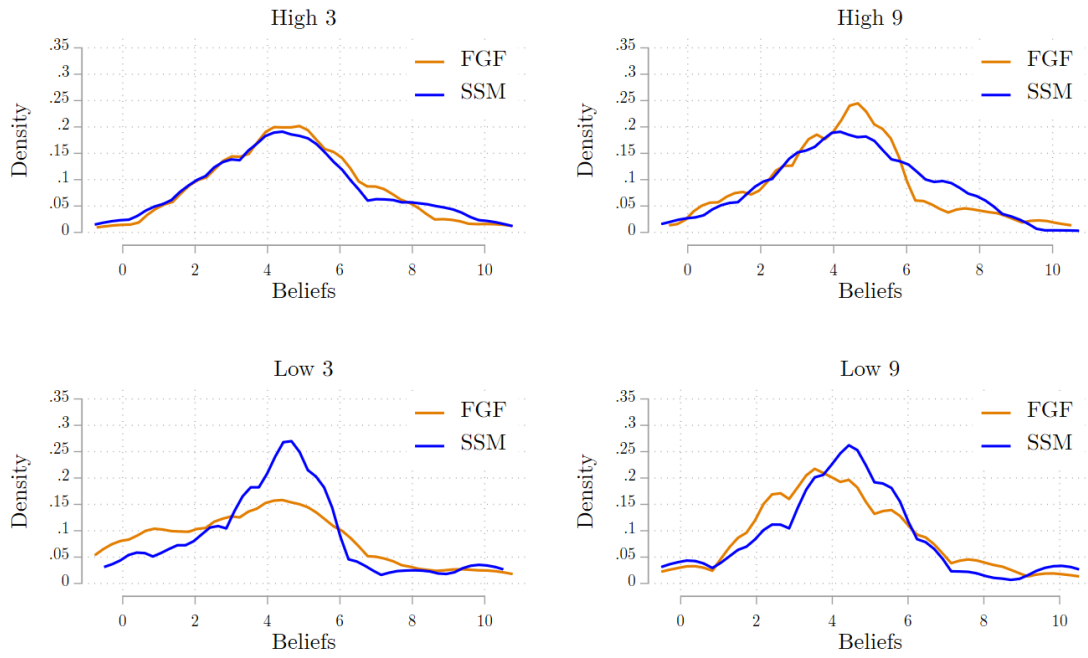 High 3
.35
.3
.25
.2
.15
.1
.05
0
Density
FGF
SSM
0 2 4 6 8 10
Beliefs
High 9
.35
.3
.25
.2
.15
.1
.05
0
Density
FGF
SSM
0 2 4 6 8 10
Beliefs
Low 3
.35
.3
.25
.2
.15
.1
.05
0
Density
FGF
SSM
0 2 4 6 8 10
Beliefs
Low 9
.35
.3
.25
.2
.15
.1
.05
0
Density
FGF
SSM
0 2 4 6 8 10
Beliefs